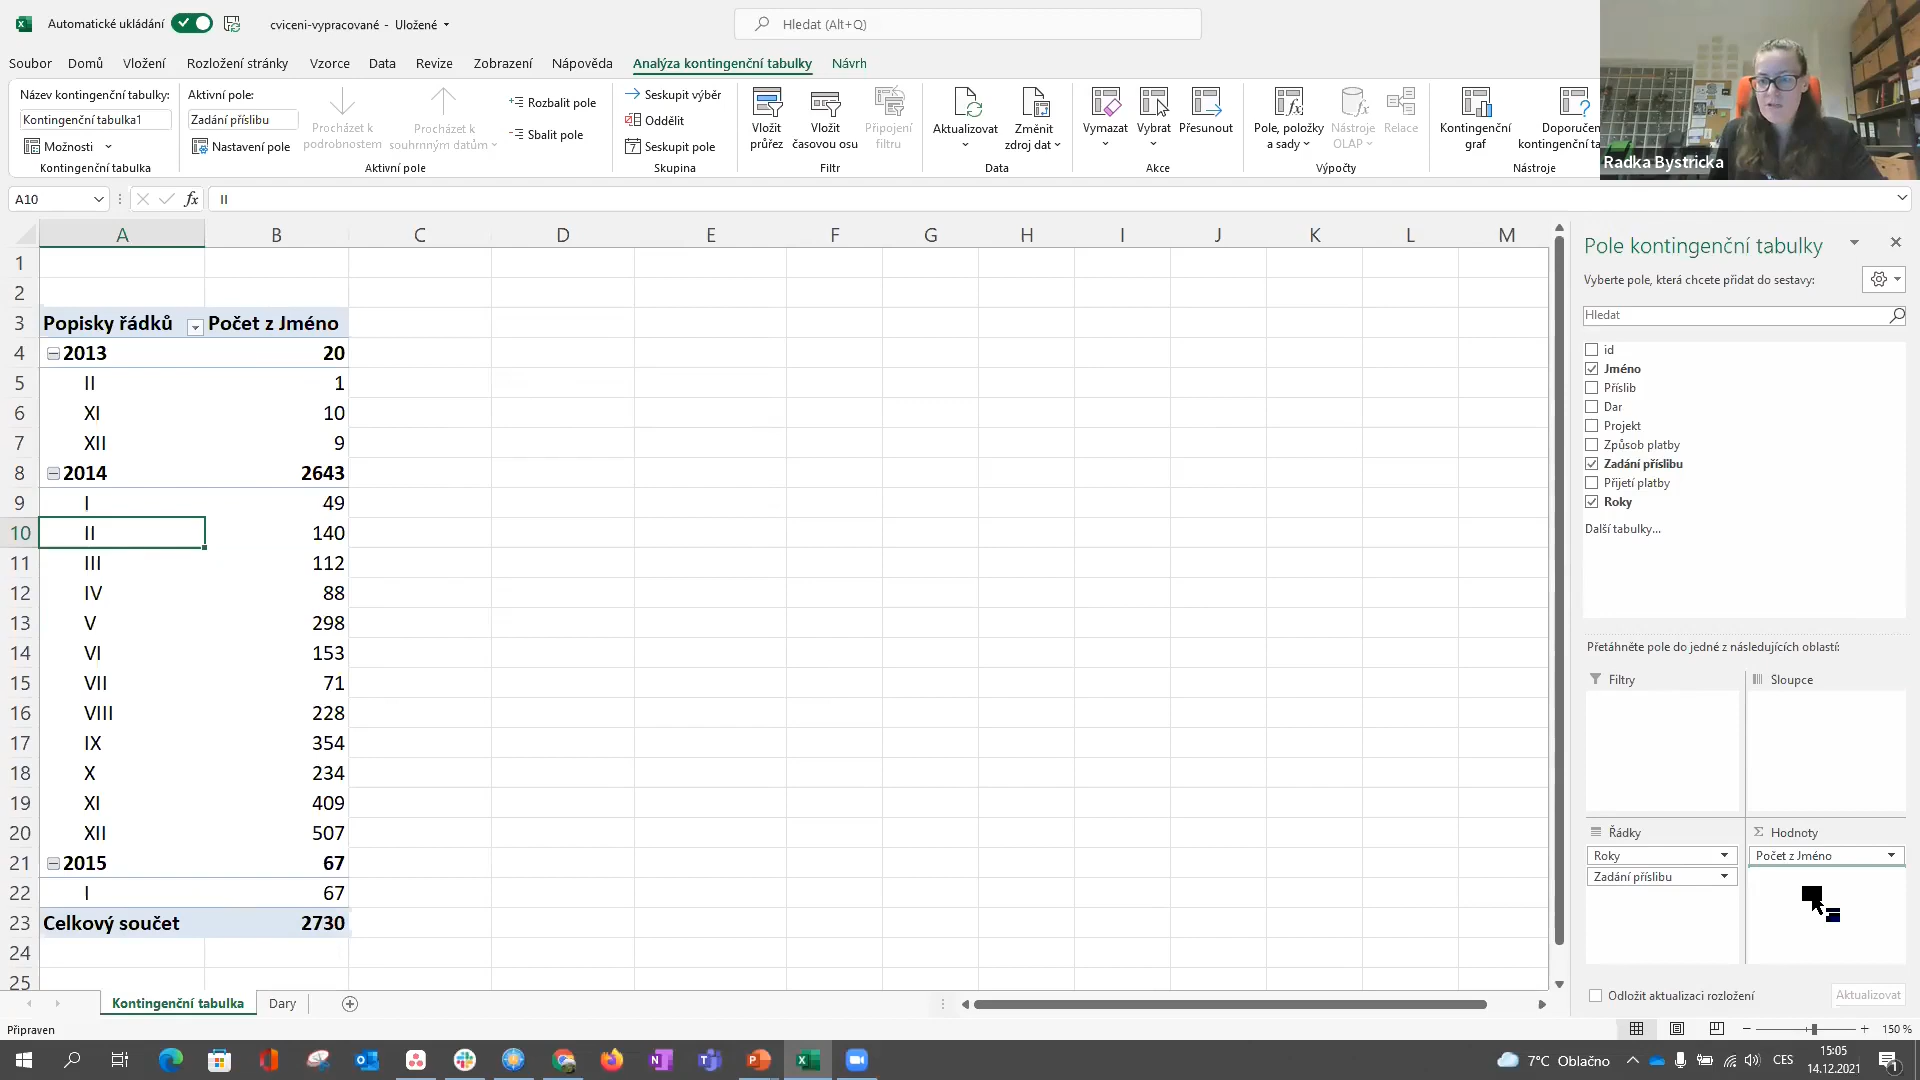 Automatické ukládání
cviceni-vypracované - Uložené
Hledat (Alt+Q)
Soubor Domů Vložení Rozložení stránky Vzorce Data Revize Zobrazení Nápověda Analýza kontingenční tabulky Návrh
Název kontingenční tabulky:
Kontingenční tabulka1
Možnosti
Kontingenční tabulka
Aktivní pole:
Zadání příslibu
Nastavení pole
Procházet k podrobnostem
Procházet k souhrnným datům
Rozbalit pole
Sbalit pole
Aktivní pole
Seskupit výběr
Oddělit
Seskupit pole
Skupina
Vložit průřez
Vložit časovou osu
Připojení filtru
Filtr
Aktualizovat
Změnit zdroj dat
Data
Vymazat
Vybrat
Přesunout
Akce
Pole, položky a sady
Nástroje OLAP
Relace
Výpočty
Kontingenční graf
Doporučen
kontingenční ta
Nástroje
Radka Bystricka
A10
fx
II
A B C D E F G H I J K L M
1
2
3 Popisky řádků Počet z Jméno
4 2013 20
5 II 1
6 XI 10
7 XII 9
8 2014 2643
9 I 49
10 II 140
11 III 112
12 IV 88
13 V 298
14 VI 153
15 VII 71
16 VIII 228
17 IX 354
18 X 234
19 XI 409
20 XII 507
21 2015 67
22 I 67
23 Celkový součet 2730
24
25
Pole kontingenční tabulky
Vyberte pole, která chcete přidat do sestavy:
Hledat
id
Jméno
Příslib
Dar
Projekt
Způsob platby
Zadání příslibu
Přijetí platby
Roky
Další tabulky...
Přetáhněte pole do jedné z následujících oblastí:
Filtry
Sloupce
Řádky
Roky
Zadání příslibu
Σ Hodnoty
Počet z Jméno
Odložit aktualizaci rozložení
Aktualizovat
Kontingenční tabulka Dary
Připraven
150 %
7°C Oblačno
CES
15:05
14.12.2021
1